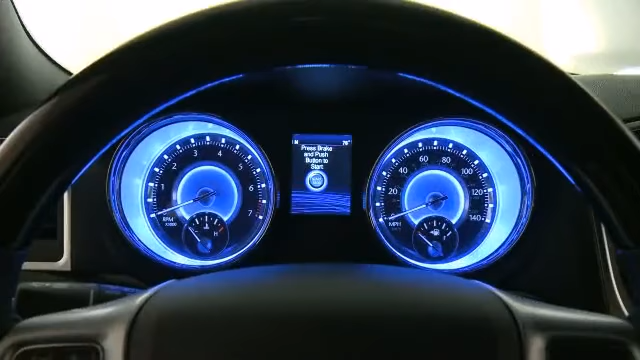 N 78°
Press Brake
and Push
Button to
Start
1 2 3 4 5 6 7
RPM
X1000
H
20 40 60 80 100 120 140
MPH